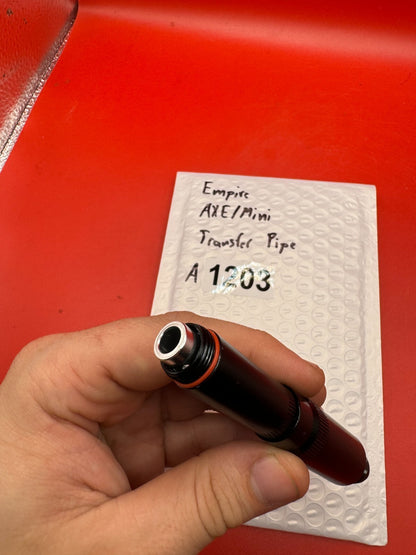 Empire
AXE/Mini
Transfer Pipe
A 1203